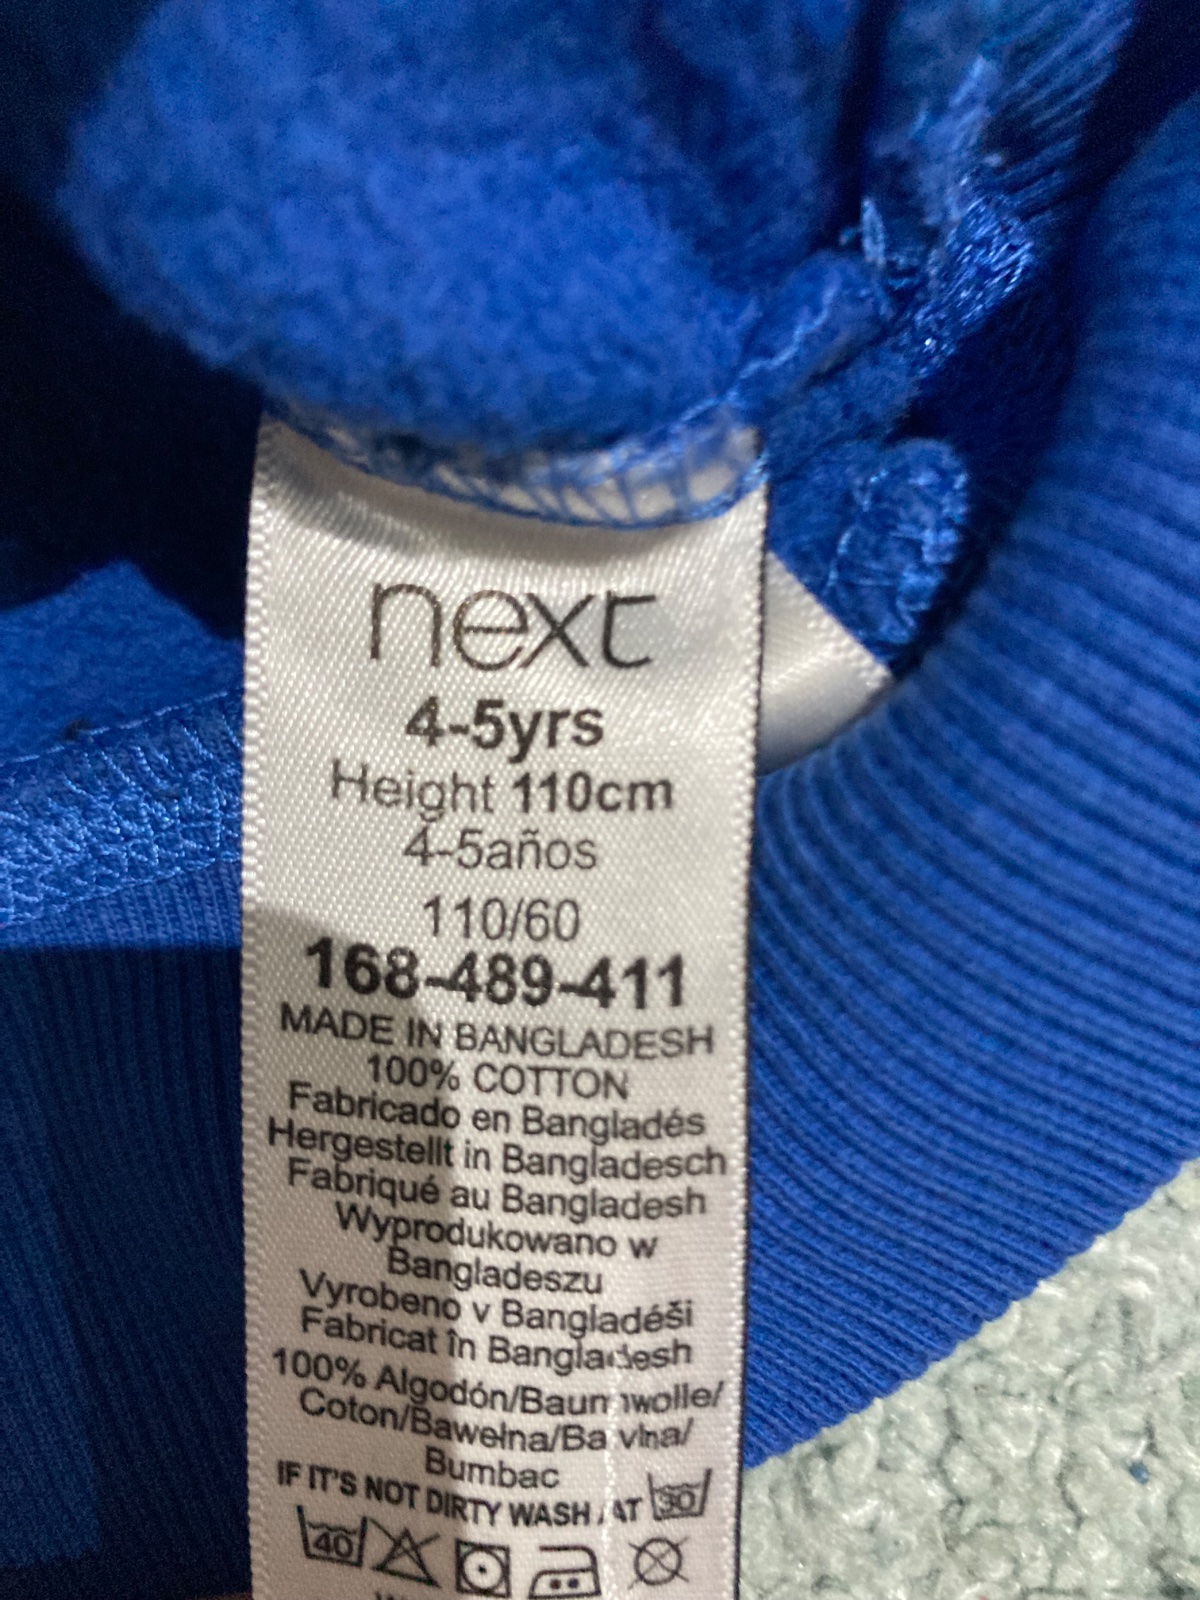 next
4-5yrs
Height 110cm
4-5años
110/60
168-489-411
MADE IN BANGLADESH
100% COTTON
Fabricado en Bangladés
Hergestellt in Bangladesch
Fabriqué au Bangladesh
Wyprodukowano w
Bangladeszu
Vyrobeno v Bangladéši
Fabricat în Bangladesh
100% Algodón/Baumwolle/
Coton/Bawełna/Bavlna/
Bumbac
IF IT'S NOT DIRTY WASH AT 30
40